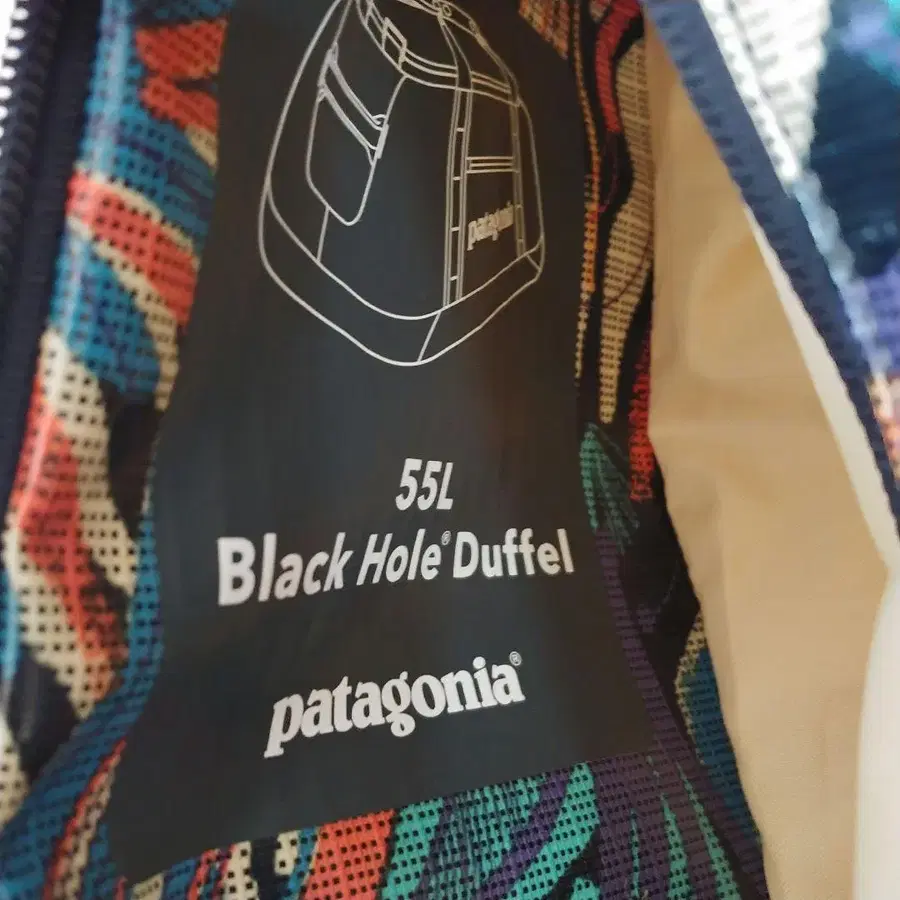 patagonia
55L
Black Hole® Duffel
patagonia®